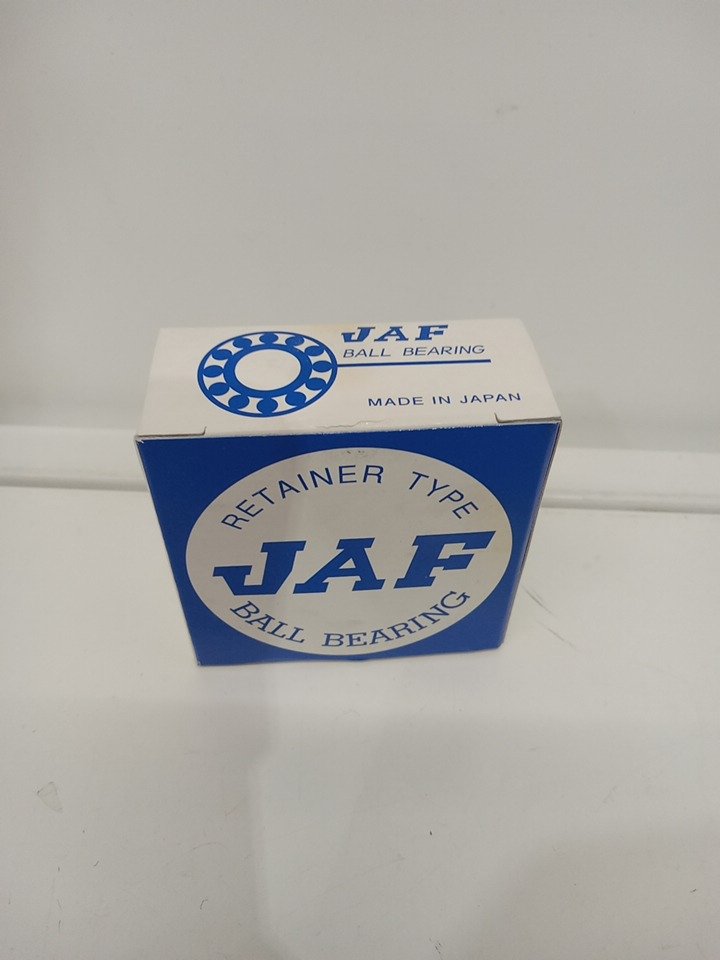 JAF
BALL BEARING
MADE IN JAPAN
RETAINER TYPE
JAF
BALL BEARING